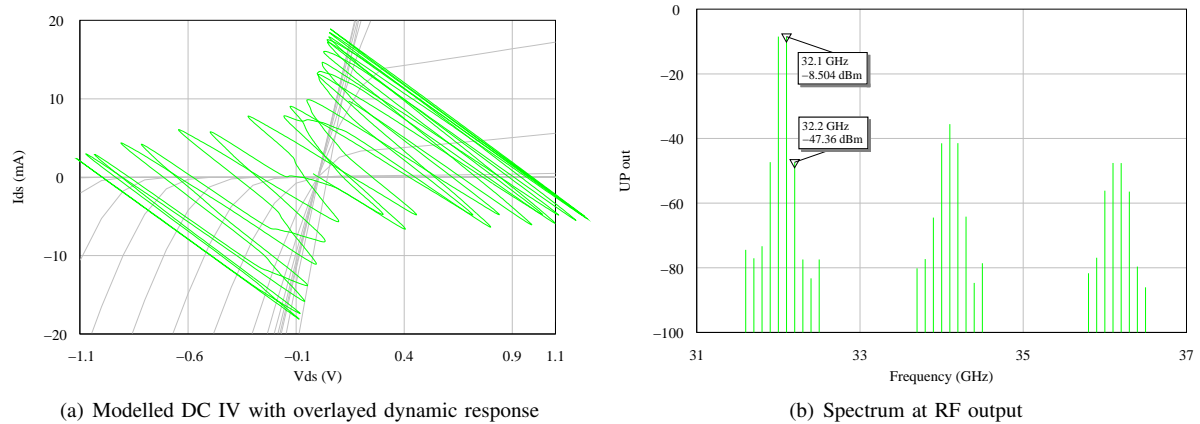 20
10
0
−10
−20
Ids (mA)
−1.1
−0.6
−0.1
0.4
0.9
1.1
Vds (V)
(a) Modelled DC IV with overlayed dynamic response
0
−20
−40
−60
−80
−100
UP out
32.1 GHz
−8.504 dBm
32.2 GHz
−47.36 dBm
31
33
35
37
Frequency (GHz)
(b) Spectrum at RF output